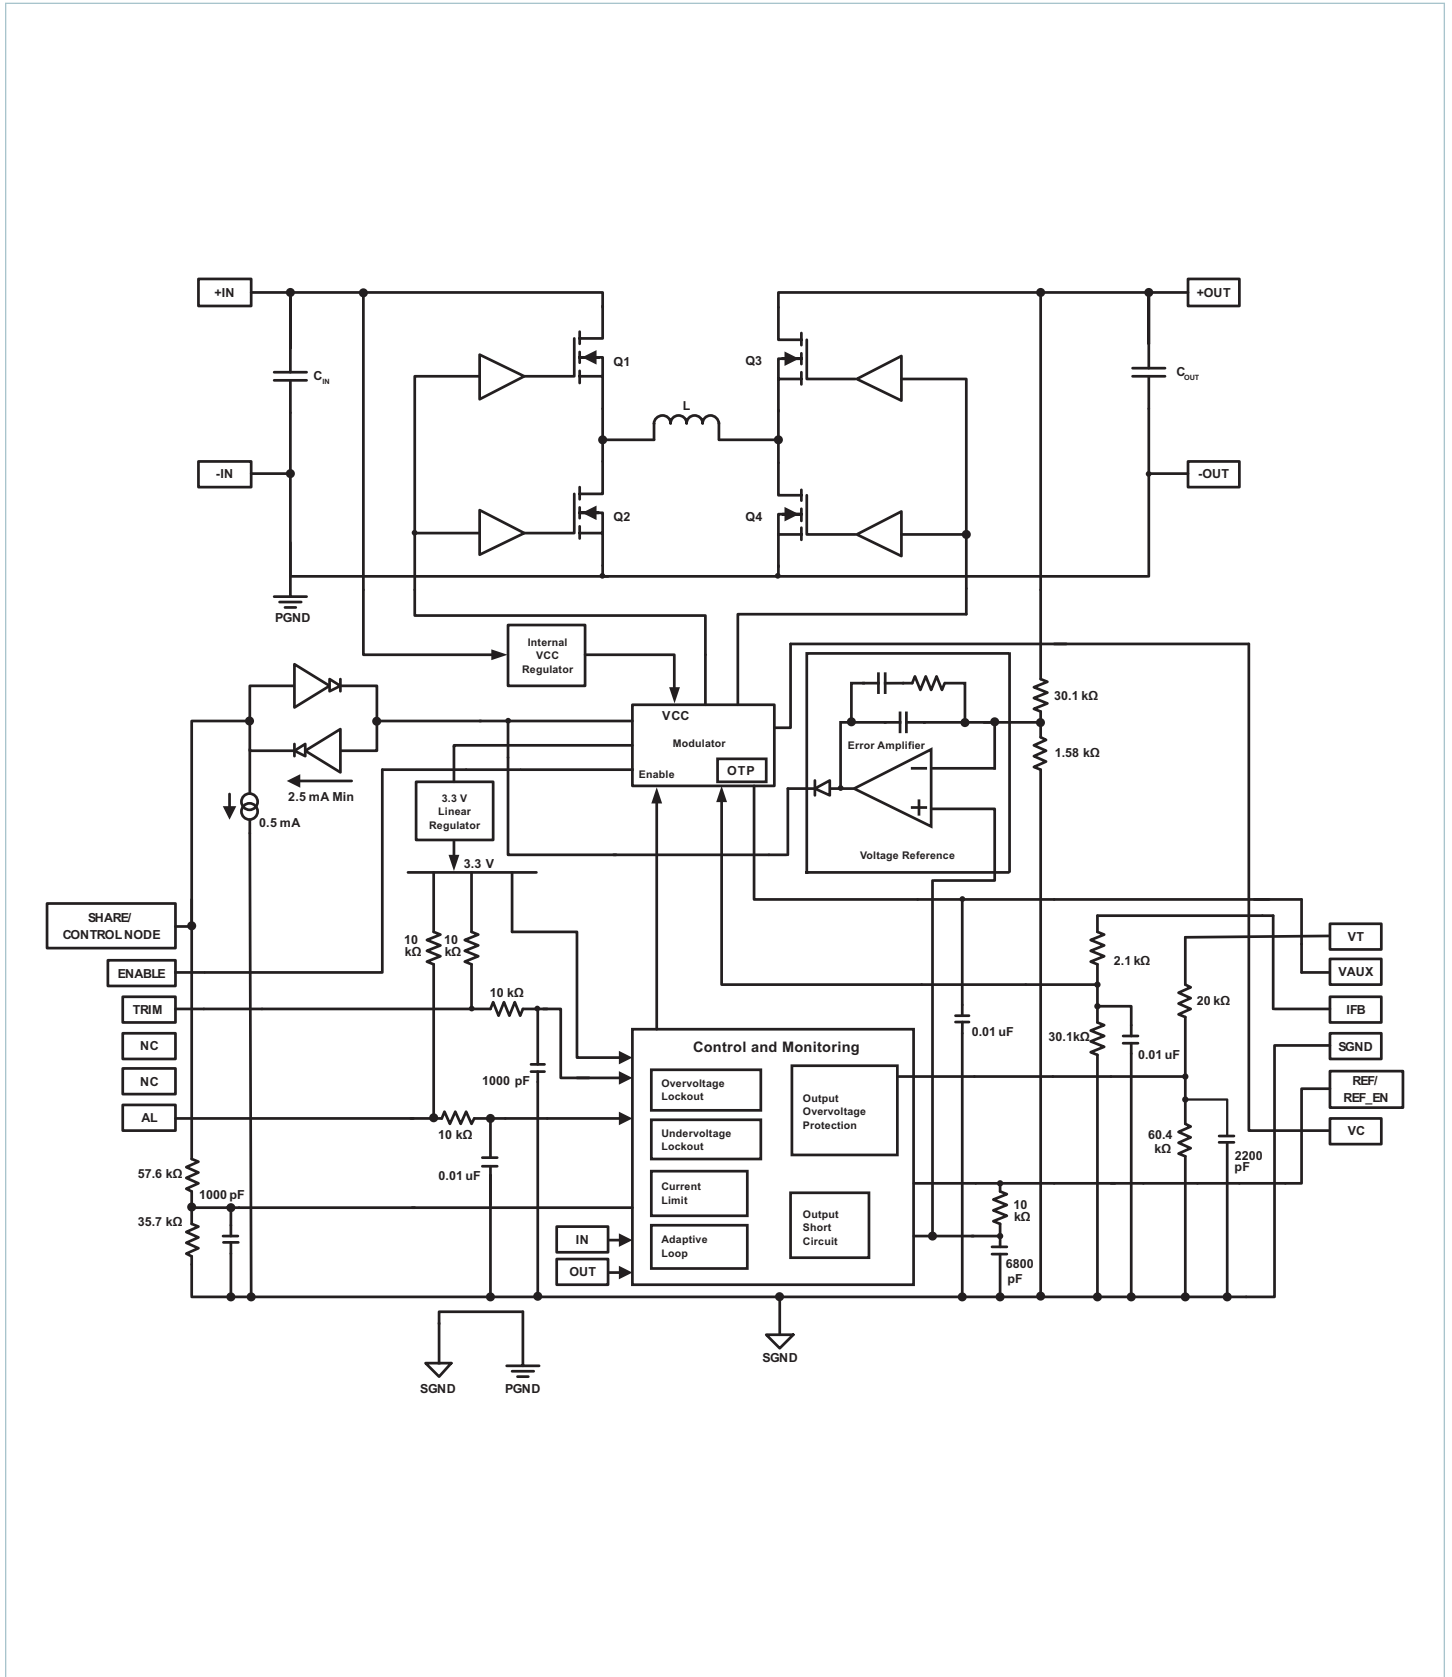 +IN
+OUT
Q1
Q3
C_IN
C_OUT
L
-IN
-OUT
Q2
Q4
PGND
Internal
VCC
Regulator
30.1 kΩ
VCC
Modulator
Error Amplifier
1.58 kΩ
OTP
Enable
2.5 mA Min
3.3 V
Linear
Regulator
0.5 mA
Voltage Reference
3.3 V
SHARE/
CONTROL NODE
10
kΩ
10
kΩ
VT
2.1 kΩ
ENABLE
VAUX
10 kΩ
20 kΩ
TRIM
IFB
0.01 uF
30.1kΩ
NC
Control and Monitoring
SGND
0.01 uF
1000 pF
NC
Overvoltage
Lockout
Output
Overvoltage
Protection
REF/
REF_EN
AL
10 kΩ
Undervoltage
Lockout
VC
60.4
kΩ
2200
pF
57.6 kΩ
0.01 uF
1000 pF
Current
Limit
10
kΩ
35.7 kΩ
Output
Short
Circuit
IN
Adaptive
Loop
OUT
6800
pF
SGND
SGND
PGND